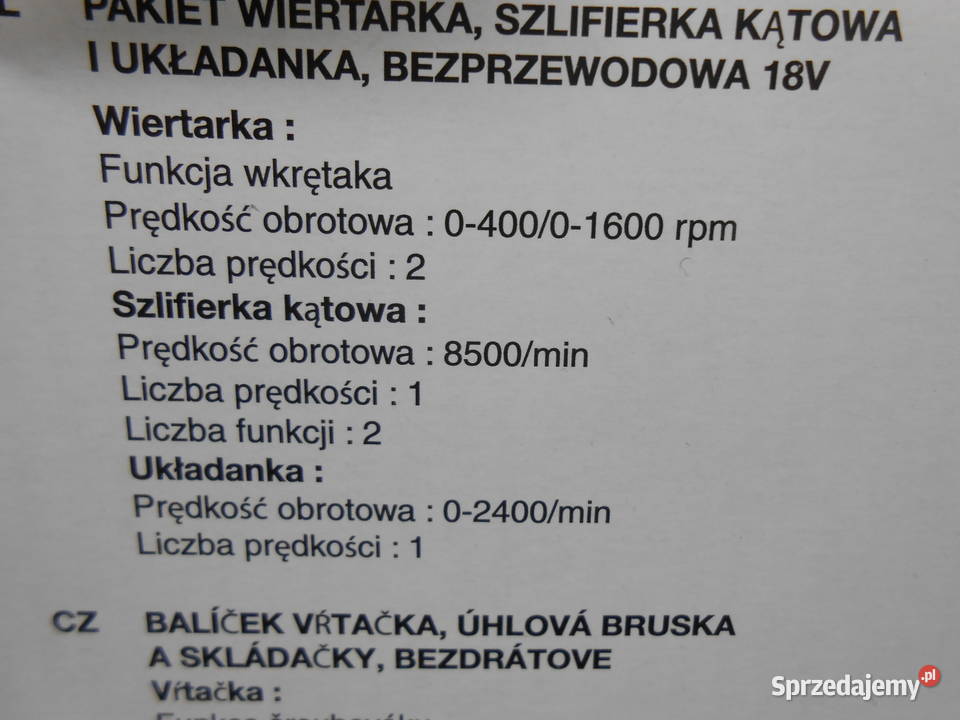 L PAKIET WIERTARKA, SZLIFIERKA KĄTOWA
I UKŁADANKA, BEZPRZEWODOWA 18V
Wiertarka :
Funkcja wkrętaka
Prędkość obrotowa : 0-400/0-1600 rpm
Liczba prędkości : 2
Szlifierka kątowa :
Prędkość obrotowa : 8500/min
Liczba prędkości : 1
Liczba funkcji : 2
Układanka :
Prędkość obrotowa : 0-2400/min
Liczba prędkości : 1
CZ BALÍČEK VŔTAČKA, ÚHLOVÁ BRUSKA
A SKLÁDAČKY, BEZDRÁTOVE
Vŕtačka :
Sprzedajemy.pl